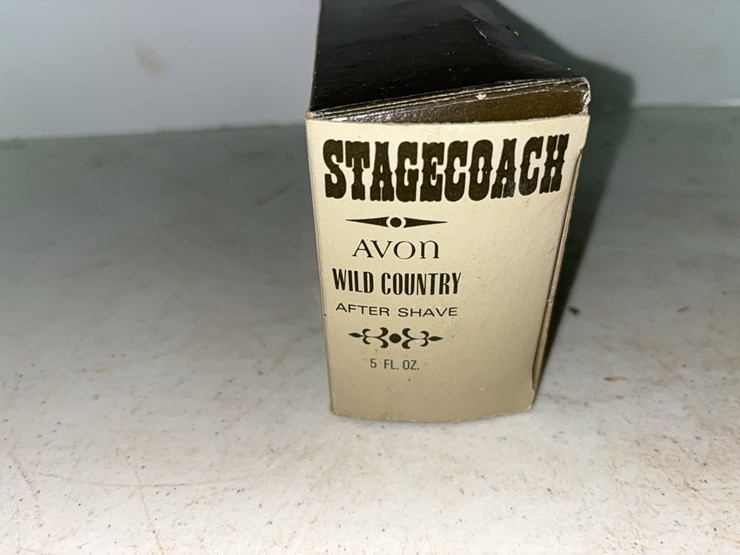 STAGECOACH
AVON
WILD COUNTRY
AFTER SHAVE
5 FL. OZ.